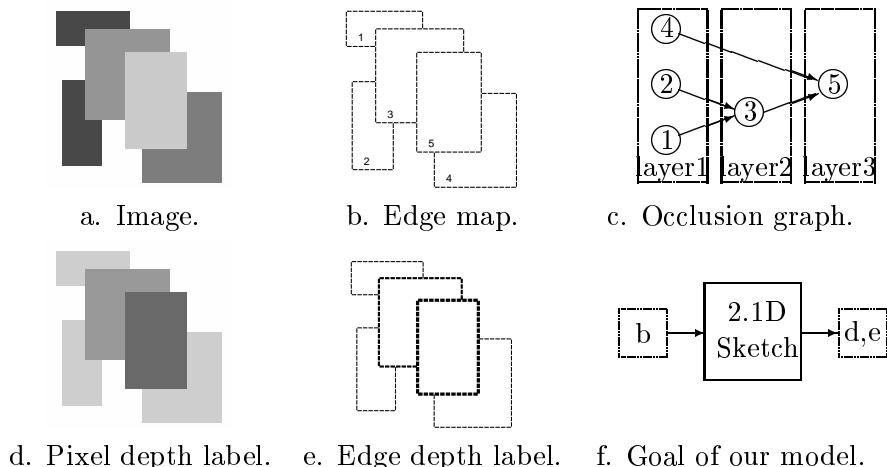 1
3
5
2
4
4
2
5
3
1
layer1 layer2 layer3
a. Image.
b. Edge map.
c. Occlusion graph.
b
2.1D
Sketch
d,e
d. Pixel depth label.
e. Edge depth label.
f. Goal of our model.